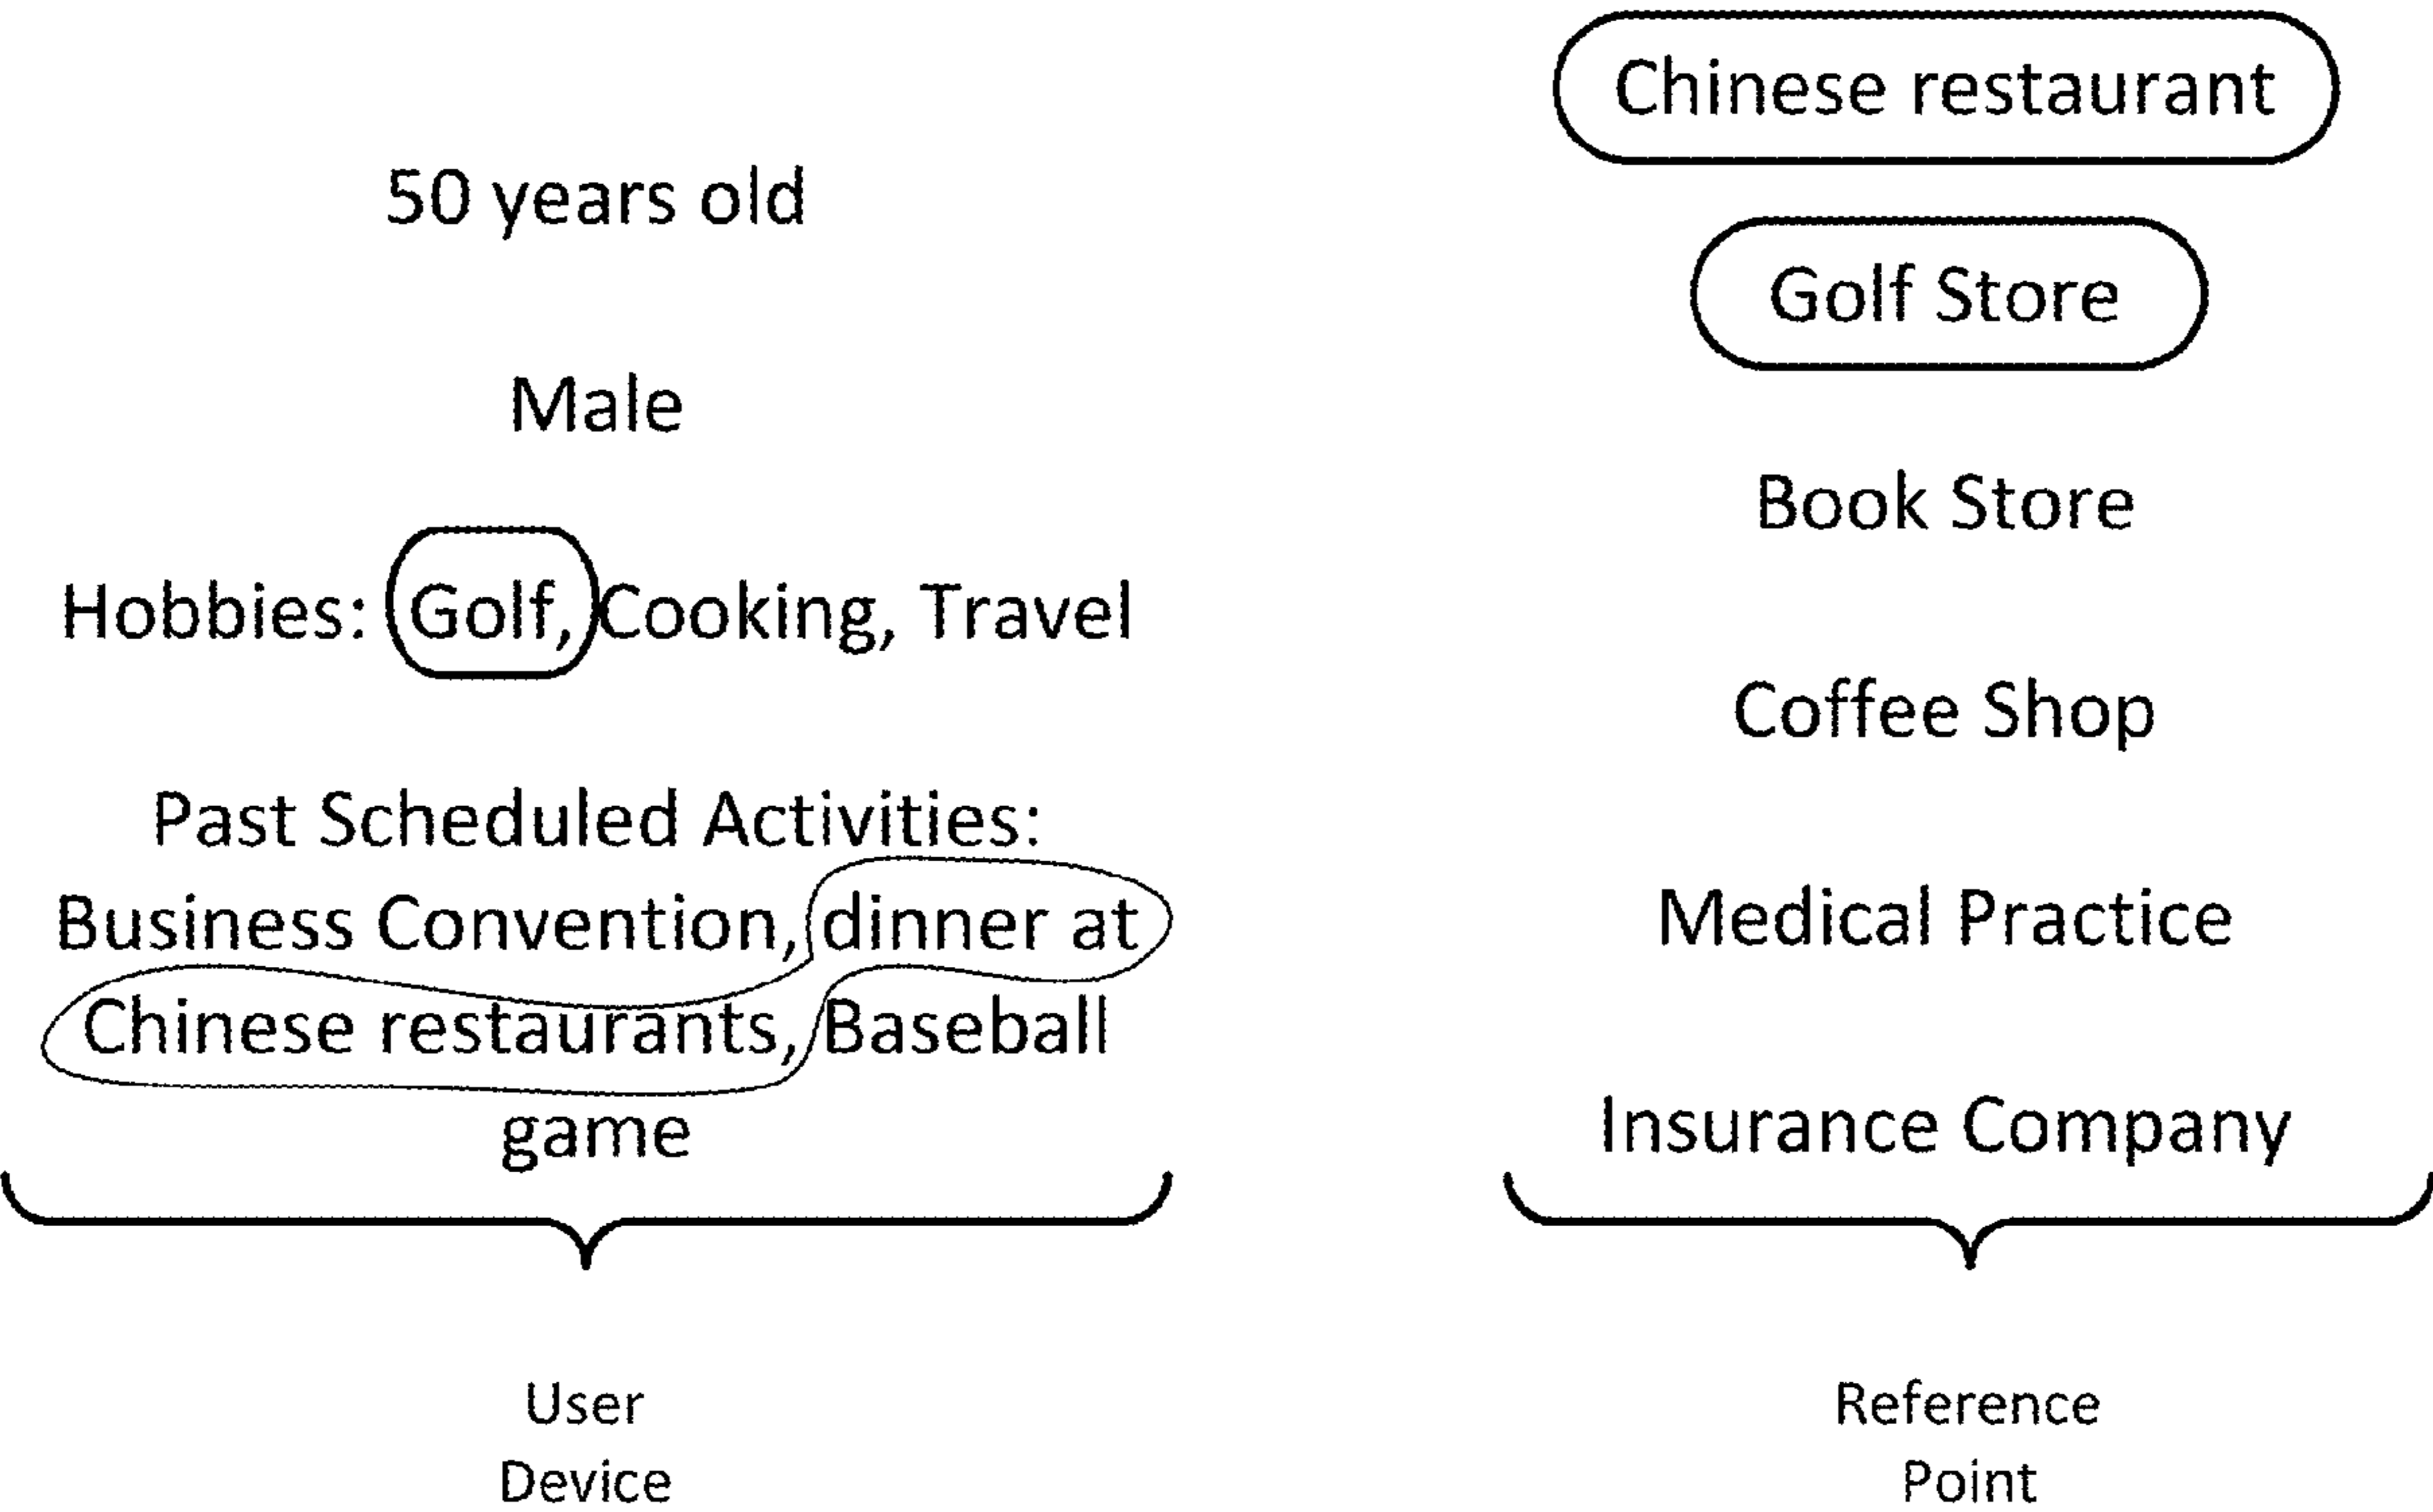 50 years old
Male
Hobbies: Golf, Cooking, Travel
Past Scheduled Activities:
Business Convention, dinner at
Chinese restaurants, Baseball
game
User
Device
Chinese restaurant
Golf Store
Book Store
Coffee Shop
Medical Practice
Insurance Company
Reference
Point